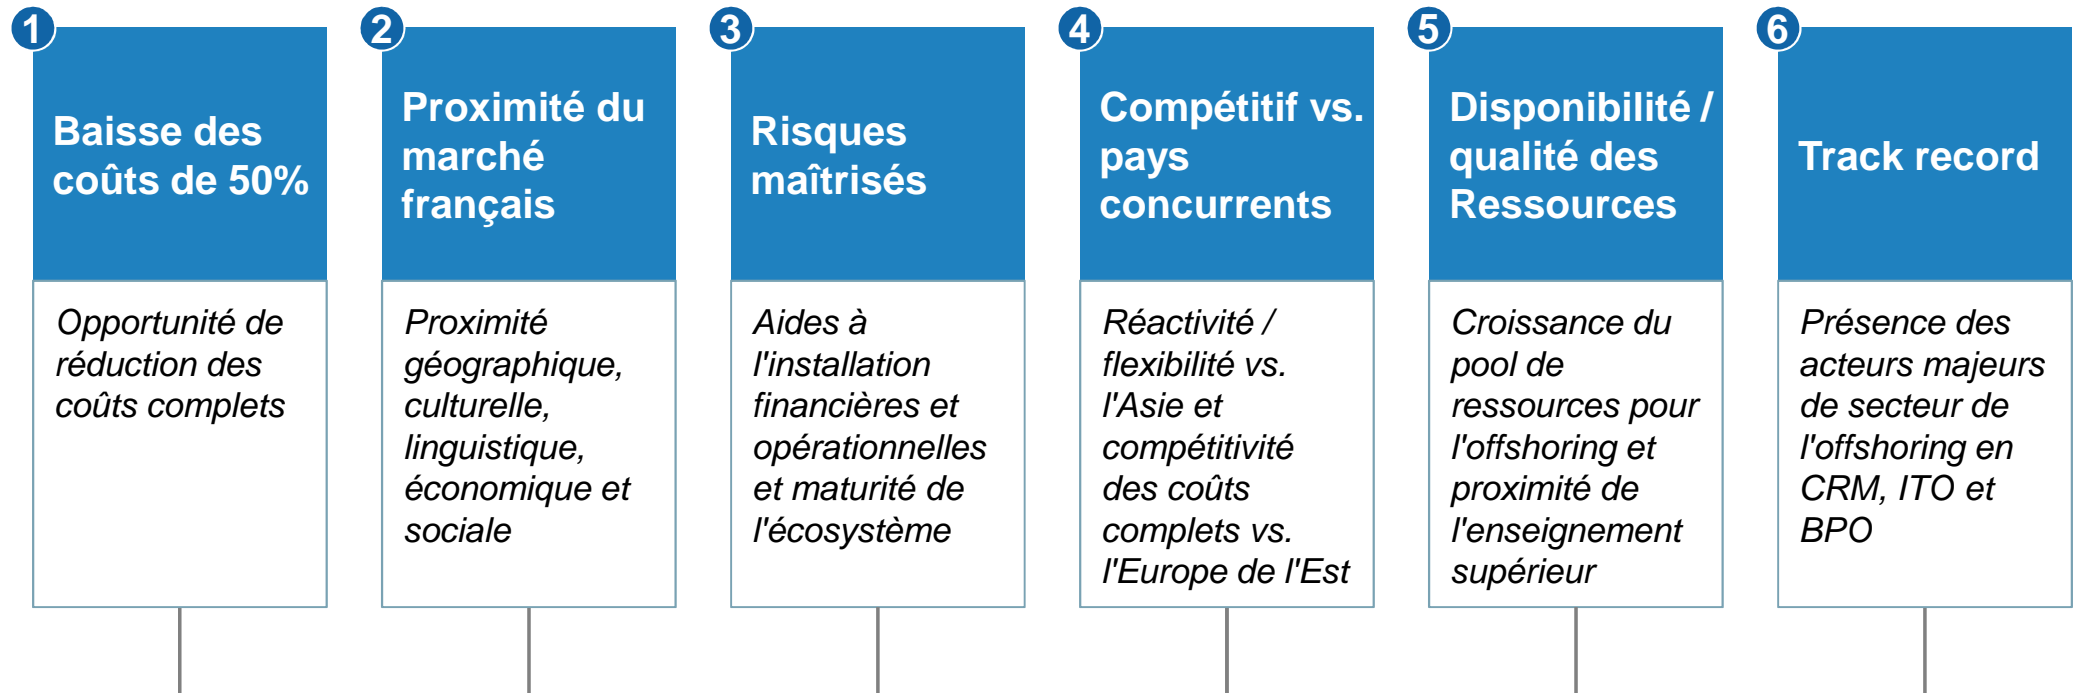 1
Baisse des
coûts de 50%
Opportunité de
réduction des
coûts complets
2
Proximité du
marché
français
Proximité
géographique,
culturelle,
linguistique,
économique et
sociale
3
Risques
maîtrisés
Aides à
l'installation
financières et
opérationnelles
et maturité de
l'écosystème
4
Compétitif vs.
pays
concurrents
Réactivité /
flexibilité vs.
l'Asie et
compétitivité
des coûts
complets vs.
l'Europe de l'Est
5
Disponibilité /
qualité des
Ressources
Croissance du
pool de
ressources pour
l'offshoring et
proximité de
l'enseignement
supérieur
6
Track record
Présence des
acteurs majeurs
de secteur de
l'offshoring en
CRM, ITO et
BPO